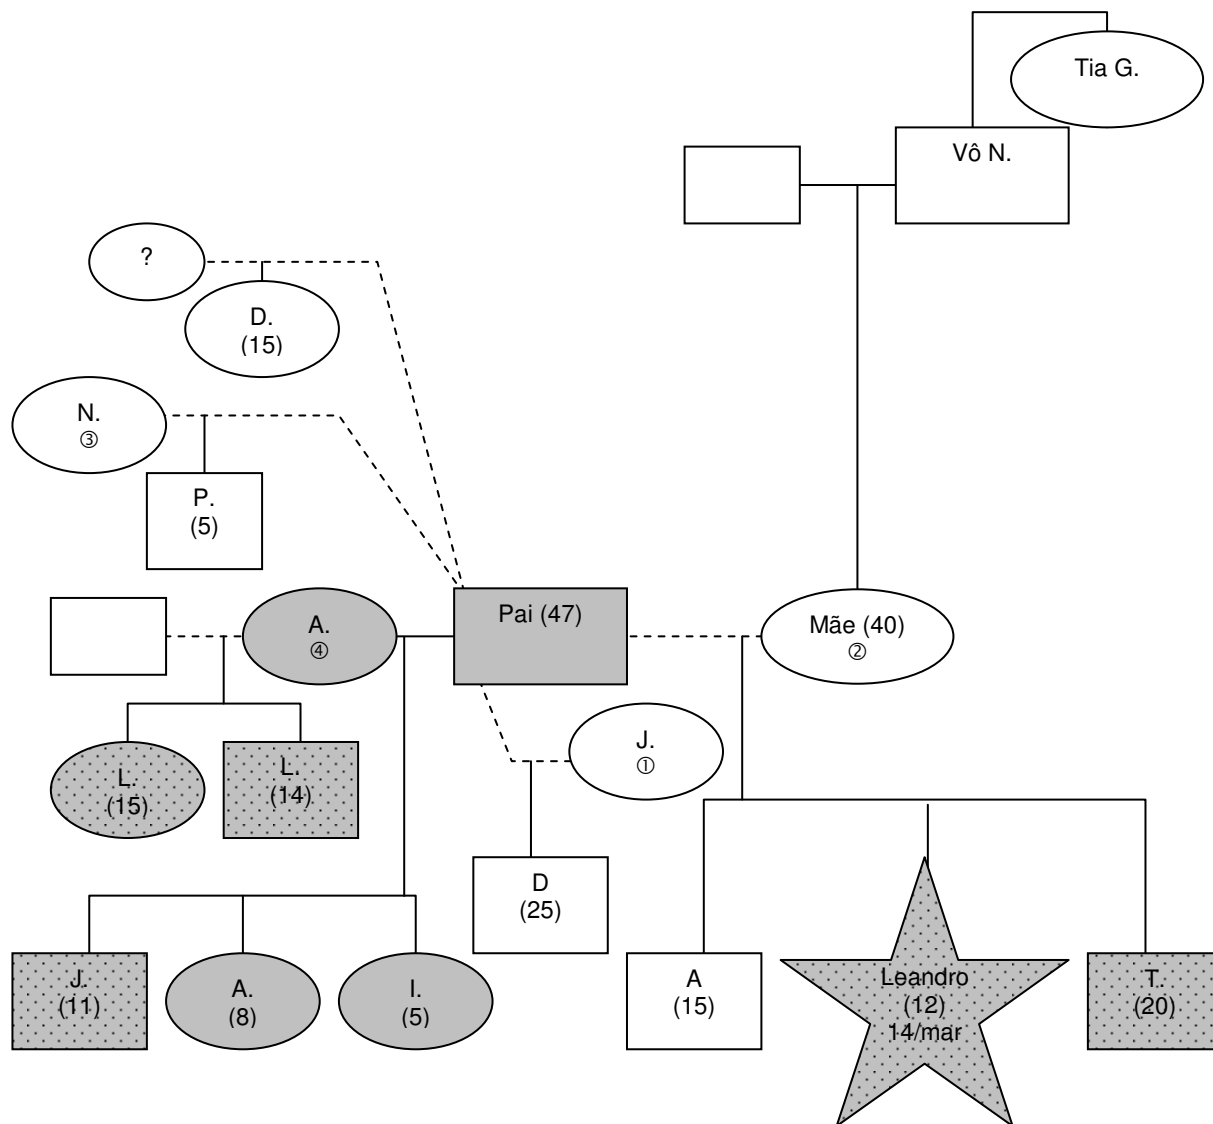 Tia G.
Vô N.
?
D.
(15)
N.
③
P.
(5)
A.
④
Pai (47)
Mãe (40)
②
J.
①
L.
(15)
L.
(14)
D
(25)
J.
(11)
A.
(8)
I.
(5)
A
(15)
Leandro
(12)
14/mar
T.
(20)